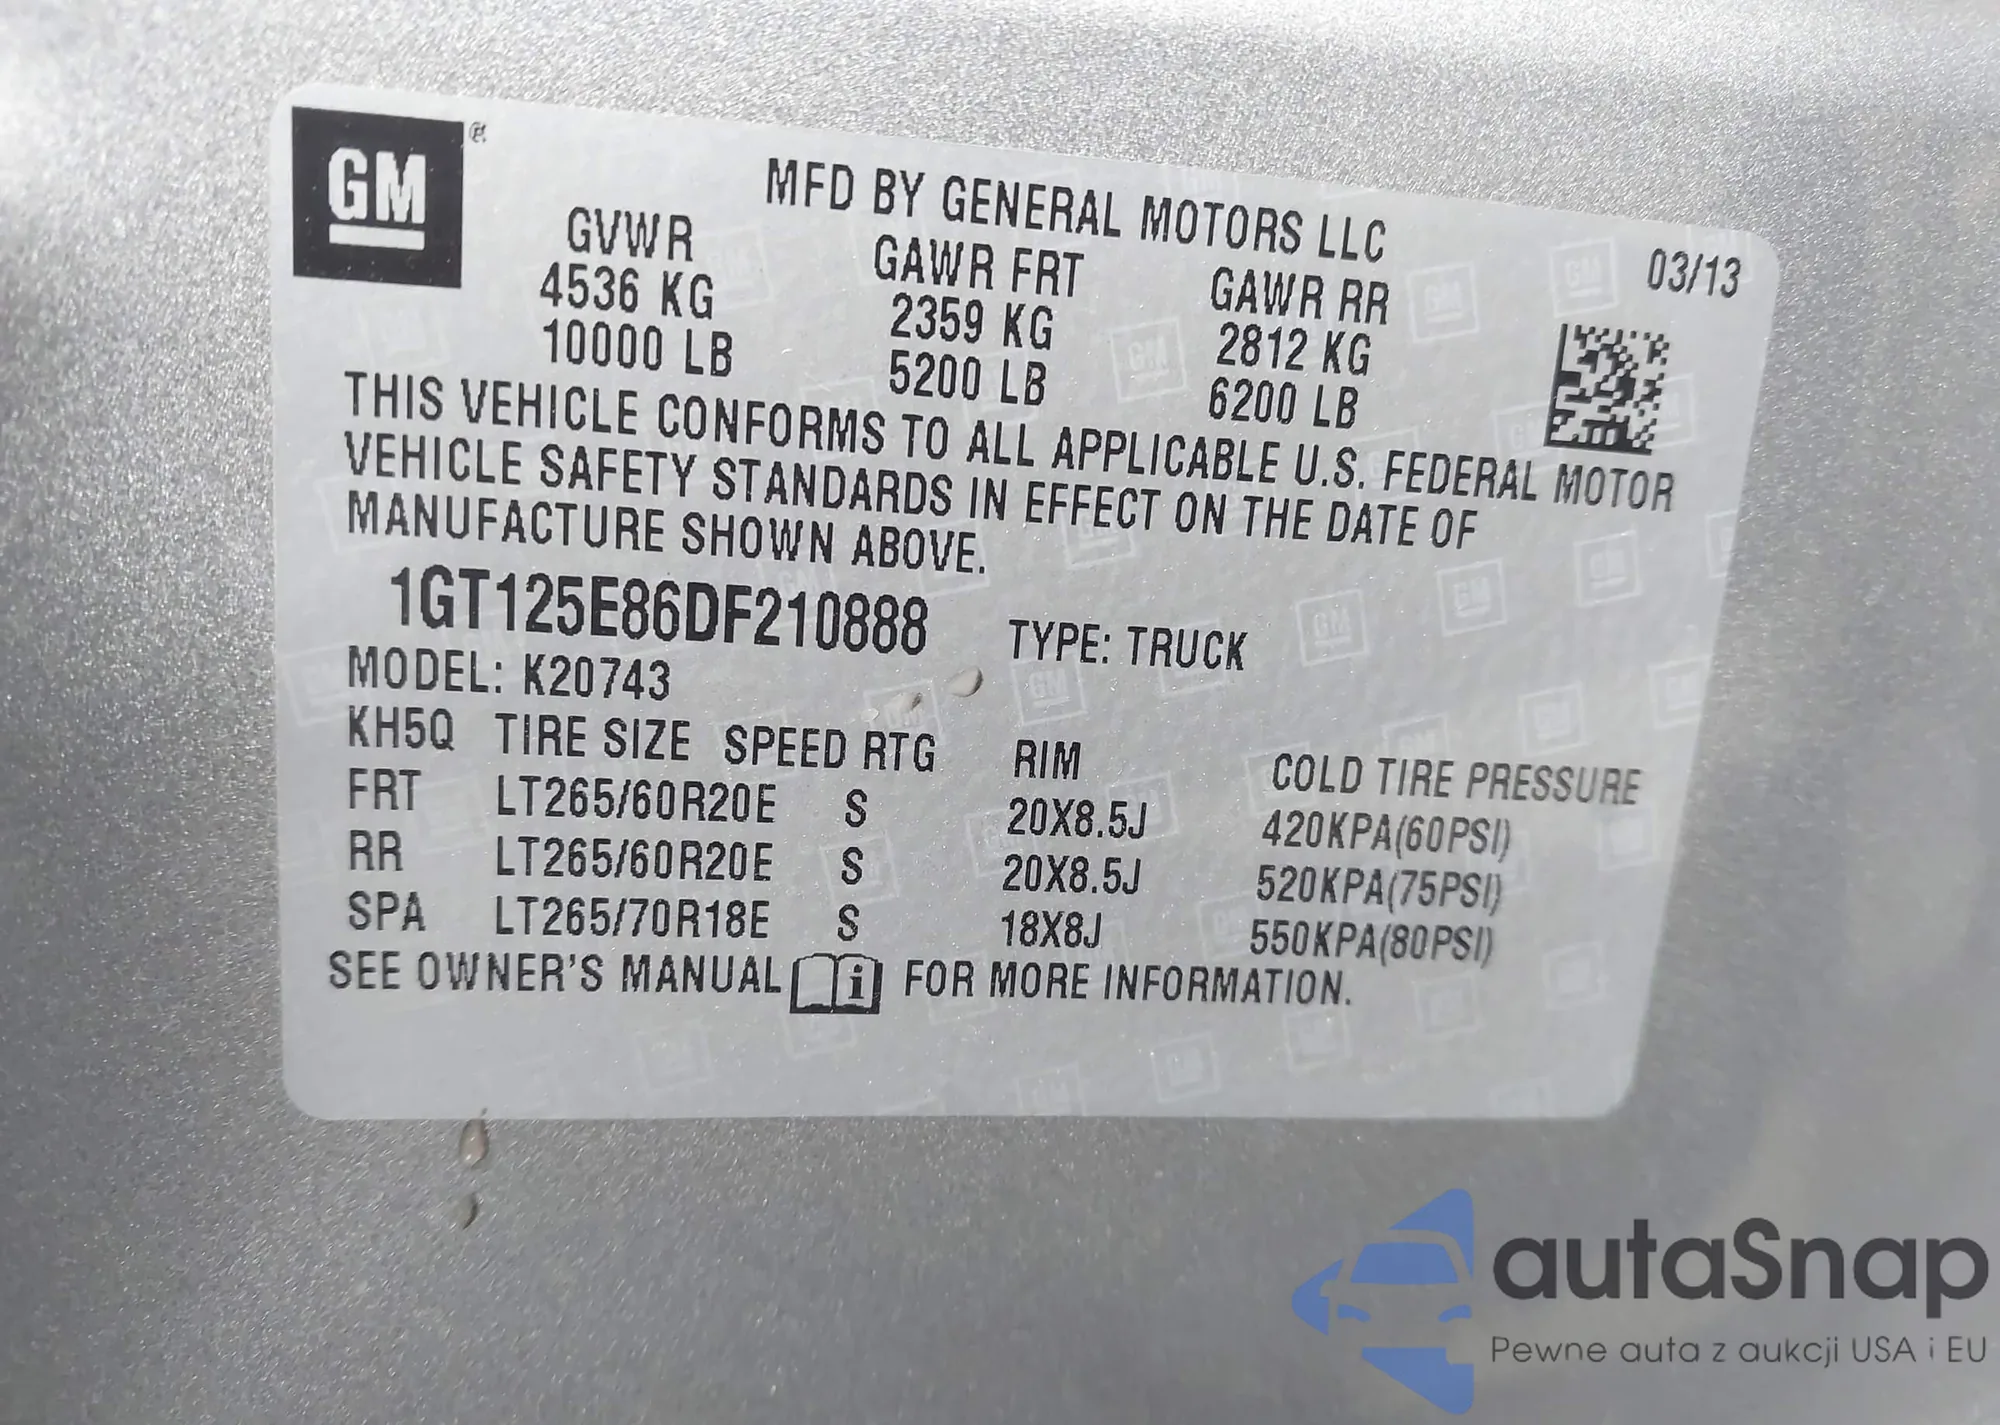 GM ®
MFD BY GENERAL MOTORS LLC
03/13
GVWR GAWR FRT GAWR RR
4536 KG 2359 KG 2812 KG
10000 LB 5200 LB 6200 LB
THIS VEHICLE CONFORMS TO ALL APPLICABLE U.S. FEDERAL MOTOR
VEHICLE SAFETY STANDARDS IN EFFECT ON THE DATE OF
MANUFACTURE SHOWN ABOVE.
1GT125E86DF210888 TYPE: TRUCK
MODEL: K20743
KH5Q TIRE SIZE SPEED RTG RIM COLD TIRE PRESSURE
FRT LT265/60R20E S 20X8.5J 420KPA(60PSI)
RR LT265/60R20E S 20X8.5J 520KPA(75PSI)
SPA LT265/70R18E S 18X8J 550KPA(80PSI)
SEE OWNER'S MANUAL i FOR MORE INFORMATION.
autaSnap
Pewne auta z aukcji USA i EU